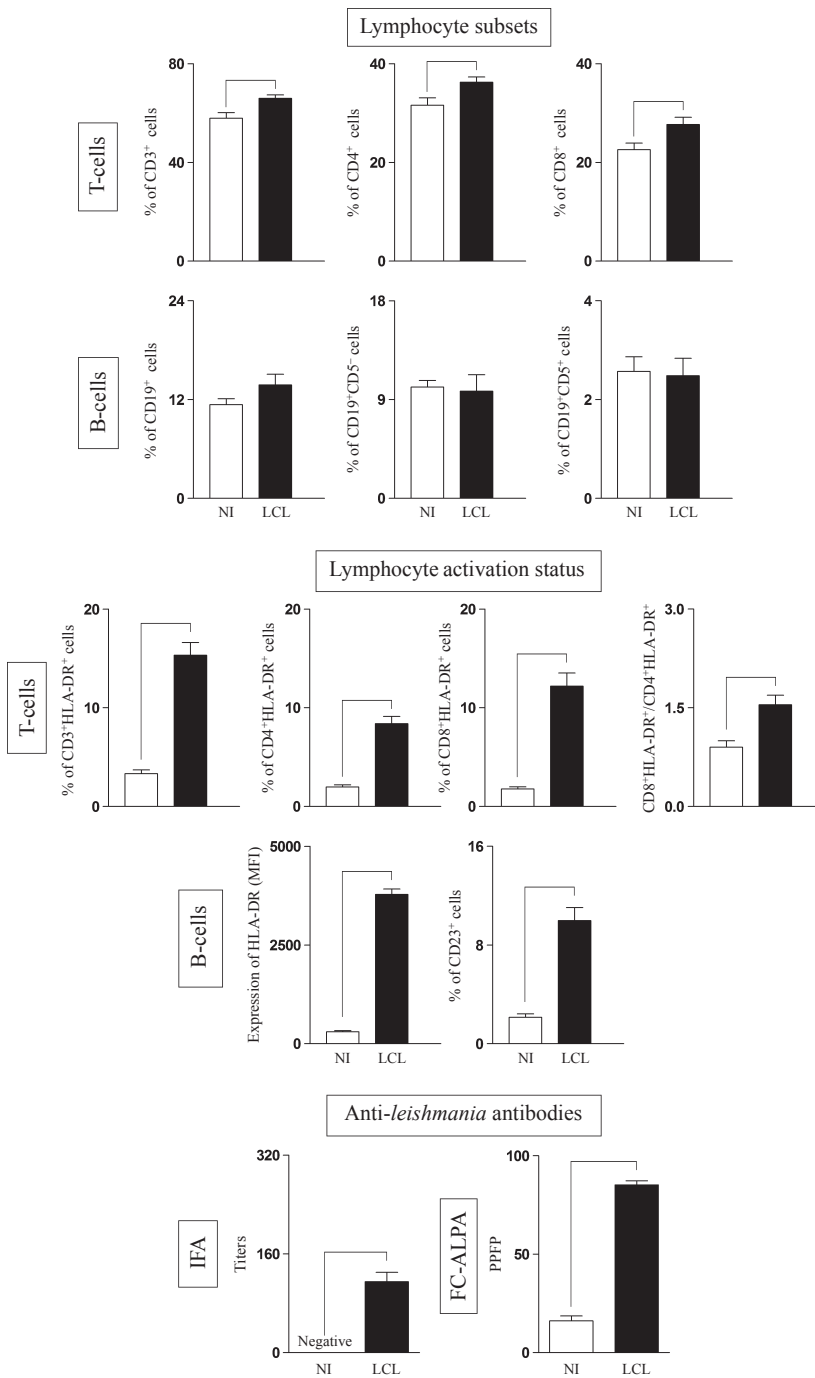 Lymphocyte subsets
T-cells
% of CD3⁺ cells
80
40
0
% of CD4⁺ cells
40
20
0
% of CD8⁺ cells
40
20
0
B-cells
% of CD19⁺ cells
24
12
0
NI LCL
% of CD19⁺CD5⁻ cells
18
9
0
NI LCL
% of CD19⁺CD5⁺ cells
4
2
0
NI LCL
Lymphocyte activation status
T-cells
% of CD3⁺HLA-DR⁺ cells
20
10
0
% of CD4⁺HLA-DR⁺ cells
20
10
0
% of CD8⁺HLA-DR⁺ cells
20
10
0
CD8⁺HLA-DR⁺/CD4⁺HLA-DR⁺
3.0
1.5
0.0
B-cells
Expression of HLA-DR (MFI)
5000
2500
0
NI LCL
% of CD23⁺ cells
16
8
0
NI LCL
Anti-leishmania antibodies
IFA
Titers
320
160
0
Negative
NI LCL
FC-ALPA
PPFP
100
50
0
NI LCL